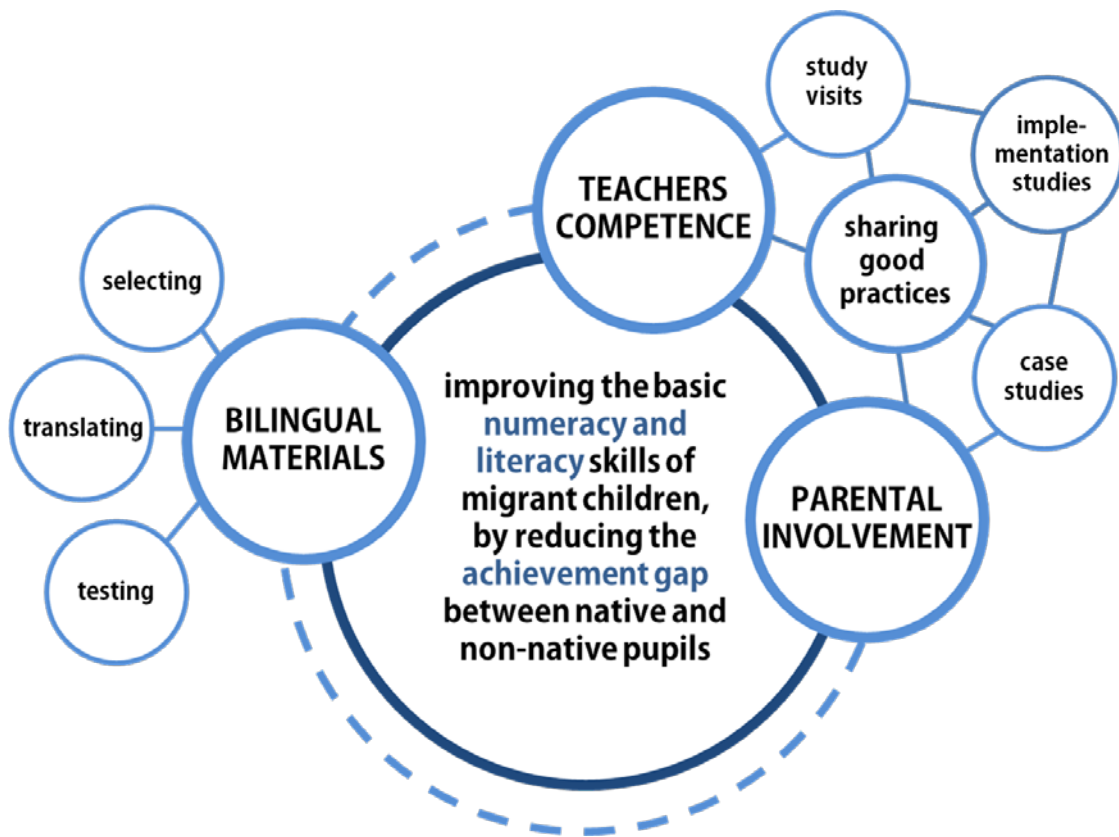 study
visits
imple-
mentation
studies
TEACHERS
COMPETENCE
sharing
good
practices
selecting
case
studies
translating
BILINGUAL
MATERIALS
improving the basic
numeracy and
literacy skills of
migrant children,
by reducing the
achievement gap
between native and
non-native pupils
PARENTAL
INVOLVEMENT
testing